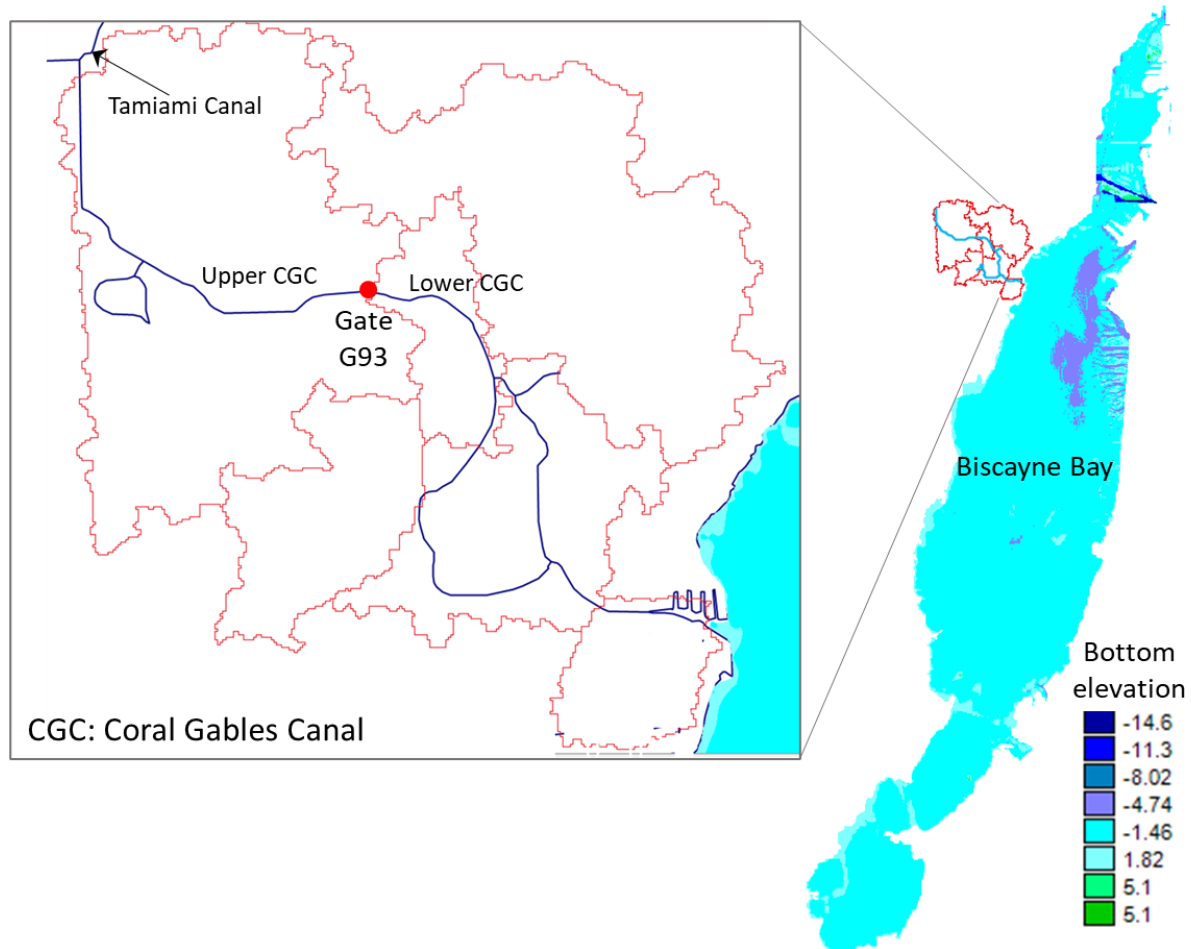 Tamiami Canal
Upper CGC
Lower CGC
Gate
G93
CGC: Coral Gables Canal
Biscayne Bay
Bottom
elevation
-14.6
-11.3
-8.02
-4.74
-1.46
1.82
5.1
5.1